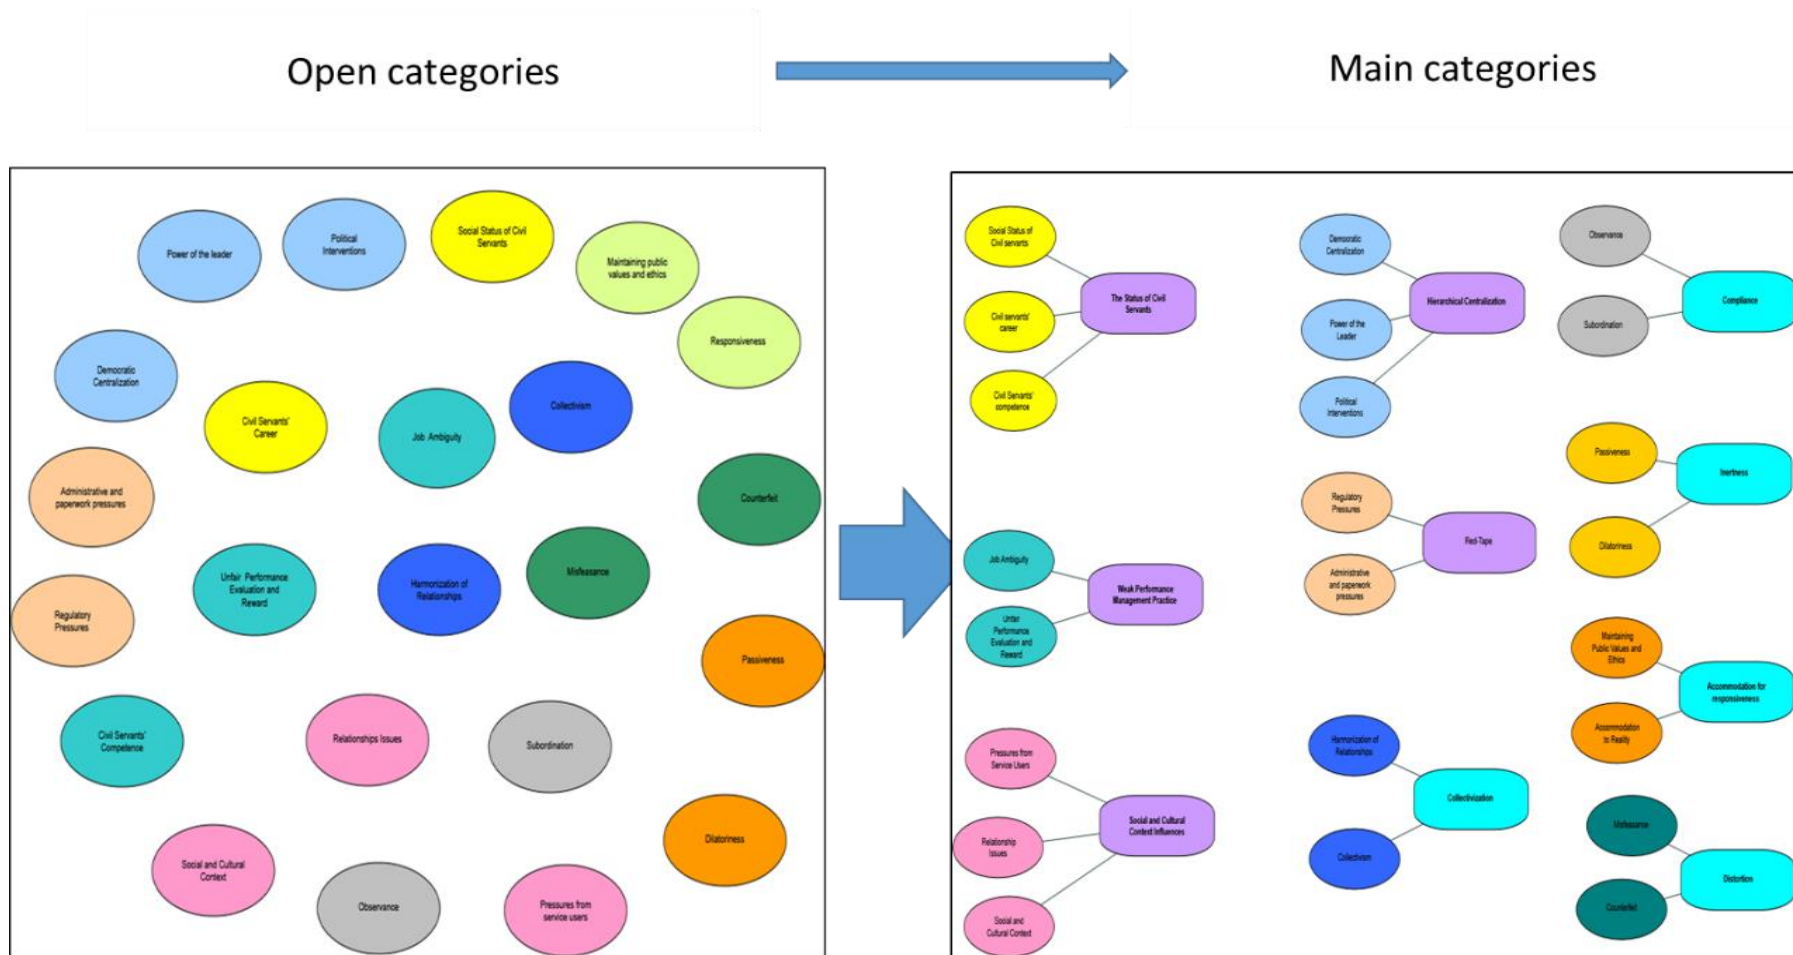 Open categories
Main categories
Power of the leader
Political
Interventions
Social Status of Civil
Servants
Maintaining public
values and ethics
Responsiveness
Democratic
Centralization
Civil Servants'
Career
Job Ambiguity
Collectivism
Administrative and
paperwork pressures
Counterfeit
Unfair Performance
Evaluation and
Reward
Harmonization of
Relationships
Misfeasance
Regulatory
Pressures
Passiveness
Civil Servants'
Competence
Relationships Issues
Subordination
Dilatoriness
Social and Cultural
Context
Observance
Pressures from
service users
Social Status of
Civil servants
Civil servants'
career
Civil Servants'
competence
The Status of Civil
Servants
Job Ambiguity
Unfair
Performance
Evaluation and
Reward
Weak Performance
Management Practice
Pressures from
Service Users
Relationship
Issues
Social and
Cultural Context
Social and Cultural
Context Influences
Democratic
Centralization
Power of the
Leader
Political
Interventions
Hierarchical Centralization
Regulatory
Pressures
Administrative
and paperwork
pressures
Red-Tape
Harmonization of
Relationships
Collectivism
Collectivization
Observance
Subordination
Compliance
Passiveness
Dilatoriness
Inertness
Maintaining
Public Values and
Ethics
Accommodation
to Reality
Accommodation for
responsiveness
Misfeasance
Counterfeit
Distortion